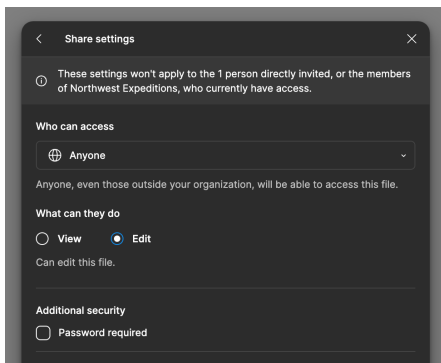 Share settings
These settings won't apply to the 1 person directly invited, or the members
of Northwest Expeditions, who currently have access.
Who can access
Anyone
Anyone, even those outside your organization, will be able to access this file.
What can they do
View Edit
Can edit this file.
Additional security
Password required